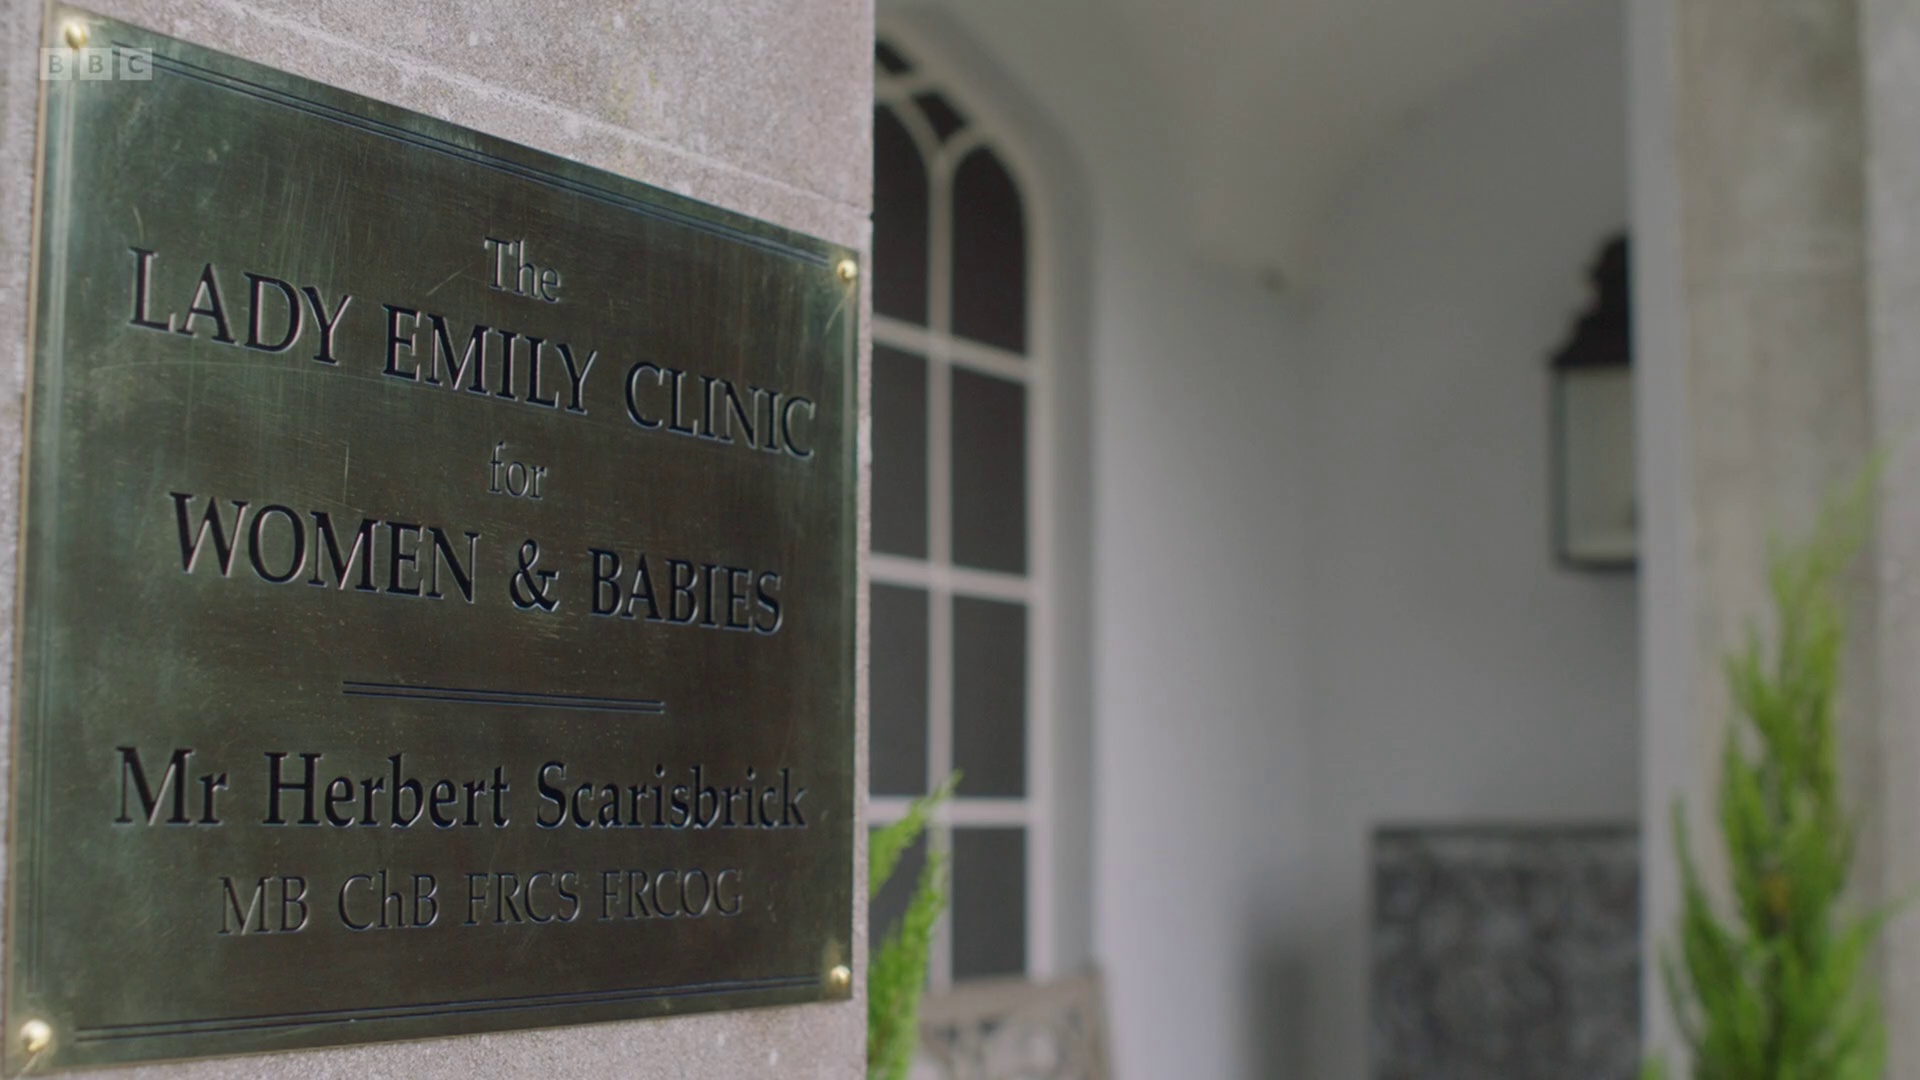 BBC
The
LADY EMILY CLINIC
for
WOMEN & BABIES
Mr Herbert Scarisbrick
MB ChB FRCS FRCOG